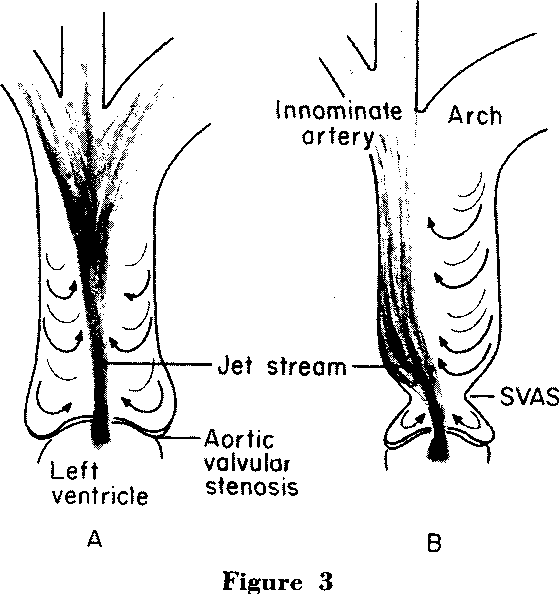 Innominate
artery
Arch
Jet stream
SVAS
Aortic
valvular
stenosis
Left
ventricle
A
B
Figure 3